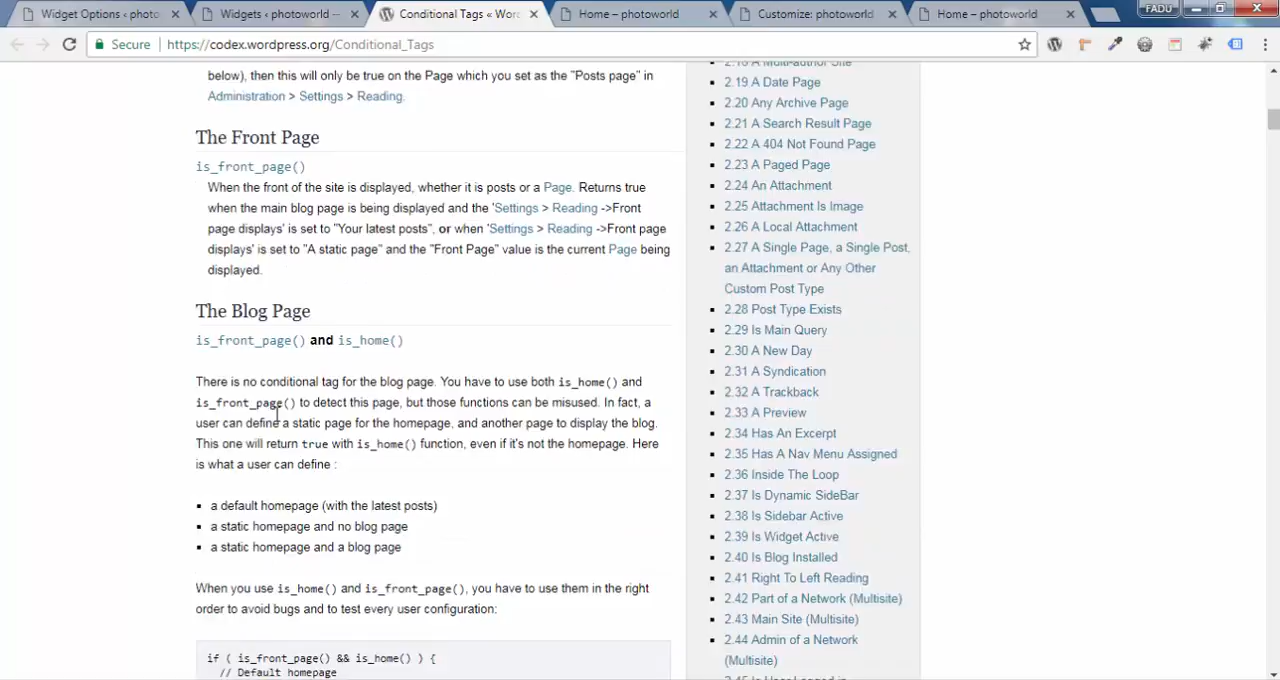 Widget Options ‹ photo
Widgets ‹ photoworld —
Conditional Tags « Wor
Home – photoworld
Customize: photoworld
Home – photoworld
FADU
Secure
https://codex.wordpress.org/Conditional_Tags
below), then this will only be true on the Page which you set as the "Posts page" in
Administration > Settings > Reading.
The Front Page
is_front_page()
When the front of the site is displayed, whether it is posts or a Page. Returns true
when the main blog page is being displayed and the 'Settings > Reading ->Front
page displays' is set to "Your latest posts", or when 'Settings > Reading ->Front page
displays' is set to "A static page" and the "Front Page" value is the current Page being
displayed.
The Blog Page
is_front_page() and is_home()
There is no conditional tag for the blog page. You have to use both is_home() and
is_front_page() to detect this page, but those functions can be misused. In fact, a
user can define a static page for the homepage, and another page to display the blog.
This one will return true with is_home() function, even if it's not the homepage. Here
is what a user can define :
a default homepage (with the latest posts)
a static homepage and no blog page
a static homepage and a blog page
When you use is_home() and is_front_page(), you have to use them in the right
order to avoid bugs and to test every user configuration:
if ( is_front_page() && is_home() ) {
// Default homepage
2.18 A Multi-author Site
2.19 A Date Page
2.20 Any Archive Page
2.21 A Search Result Page
2.22 A 404 Not Found Page
2.23 A Paged Page
2.24 An Attachment
2.25 Attachment Is Image
2.26 A Local Attachment
2.27 A Single Page, a Single Post,
an Attachment or Any Other
Custom Post Type
2.28 Post Type Exists
2.29 Is Main Query
2.30 A New Day
2.31 A Syndication
2.32 A Trackback
2.33 A Preview
2.34 Has An Excerpt
2.35 Has A Nav Menu Assigned
2.36 Inside The Loop
2.37 Is Dynamic SideBar
2.38 Is Sidebar Active
2.39 Is Widget Active
2.40 Is Blog Installed
2.41 Right To Left Reading
2.42 Part of a Network (Multisite)
2.43 Main Site (Multisite)
2.44 Admin of a Network
(Multisite)
2.45 Is User Logged in